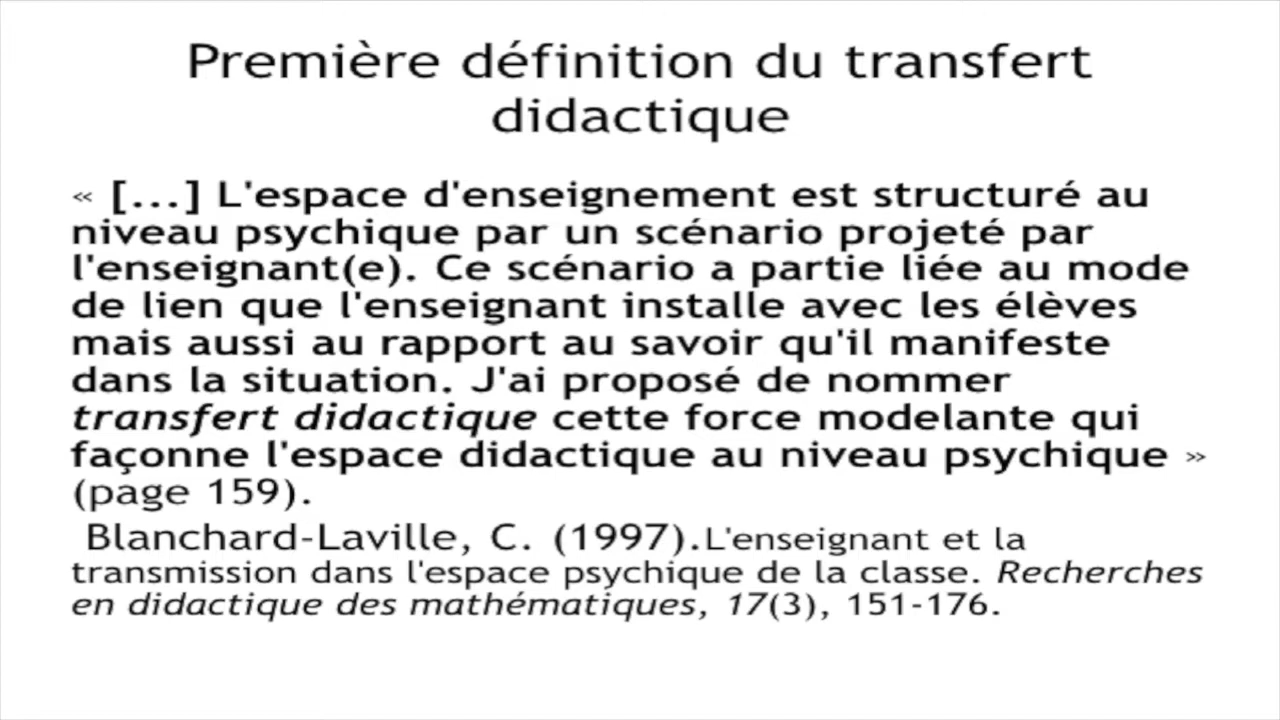 Première définition du transfert
didactique
« [...] L'espace d'enseignement est structuré au
niveau psychique par un scénario projeté par
l'enseignant(e). Ce scénario a partie liée au mode
de lien que l'enseignant installe avec les élèves
mais aussi au rapport au savoir qu'il manifeste
dans la situation. J'ai proposé de nommer
transfert didactique cette force modelante qui
façonne l'espace didactique au niveau psychique »
(page 159).
Blanchard-Laville, C. (1997).L'enseignant et la
transmission dans l'espace psychique de la classe. Recherches
en didactique des mathématiques, 17(3), 151-176.